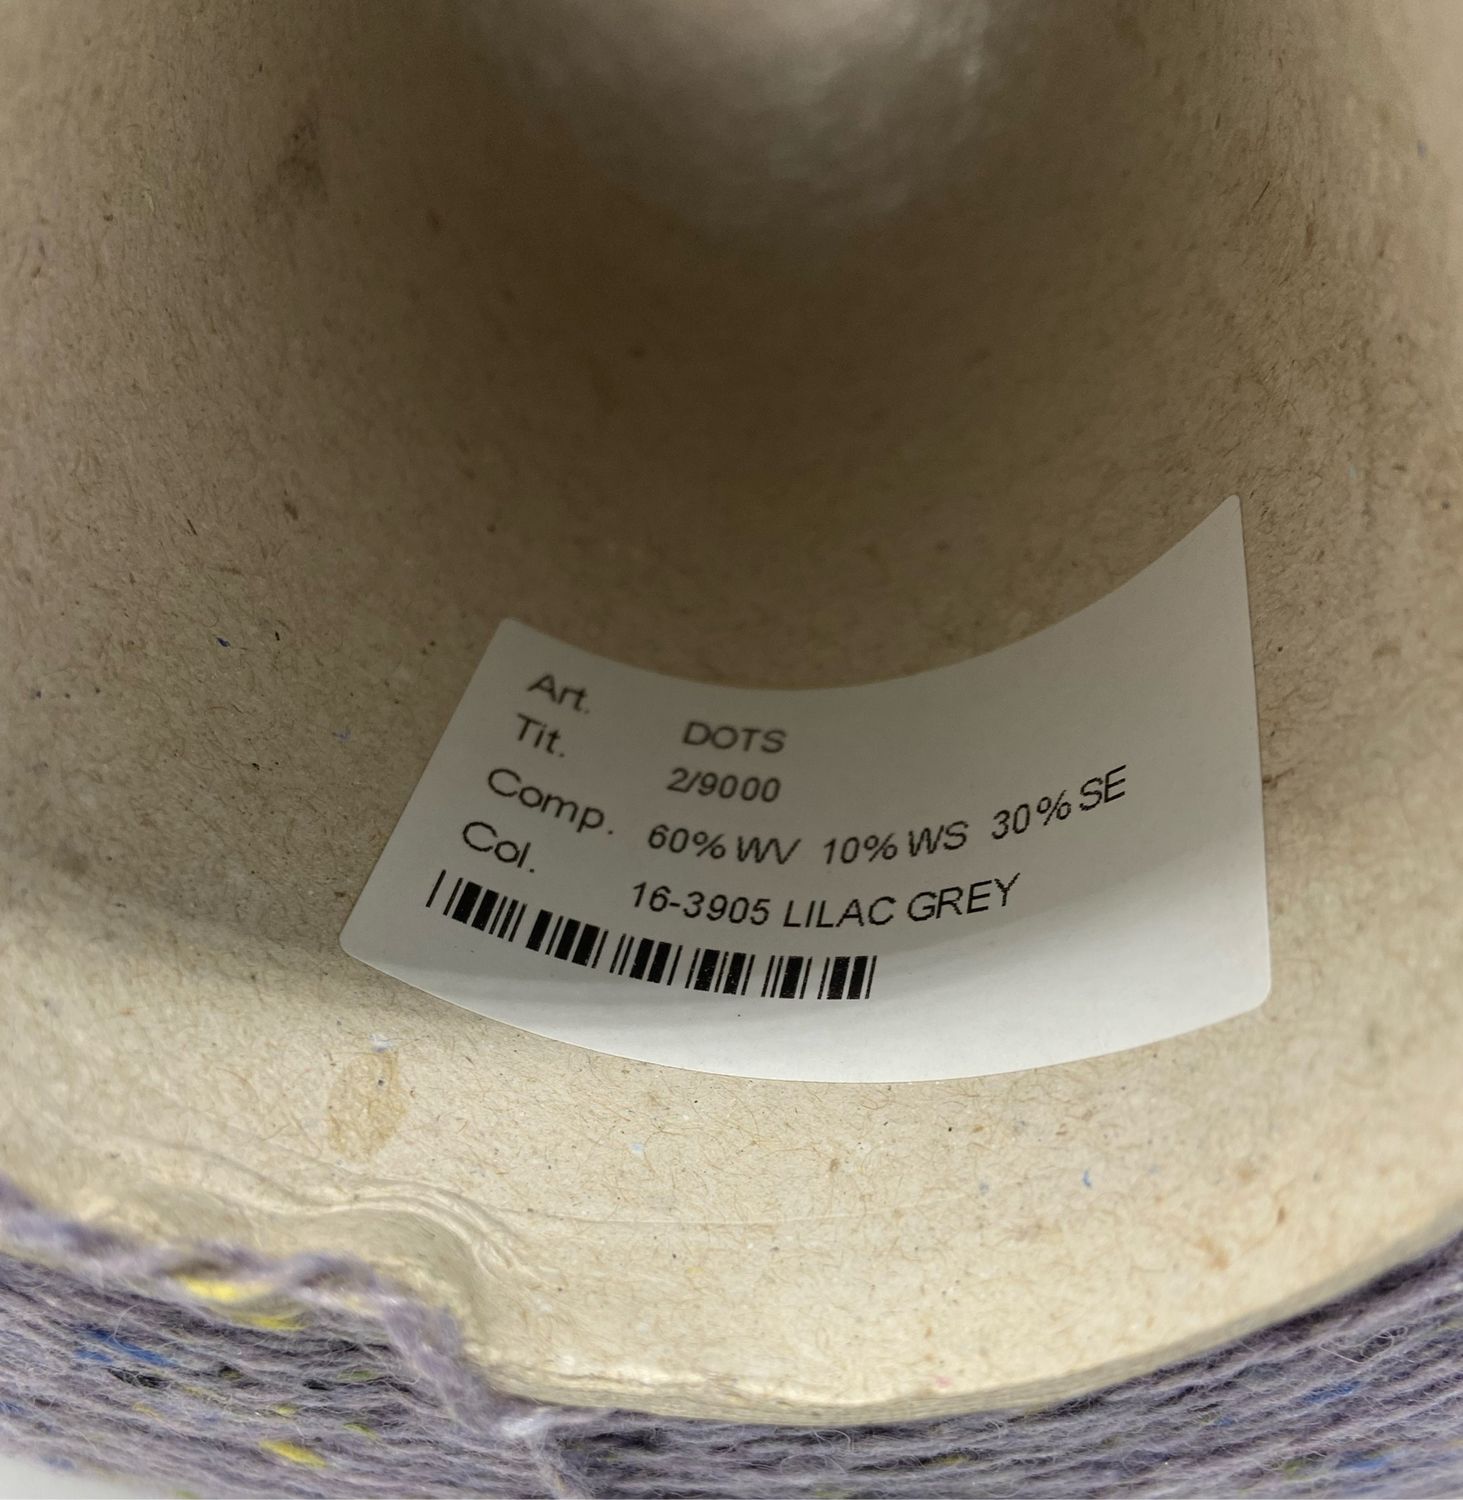 Art. DOTS
Tit. 2/9000
Comp. 60% WV 10% WS 30% SE
Col. 16-3905 LILAC GREY